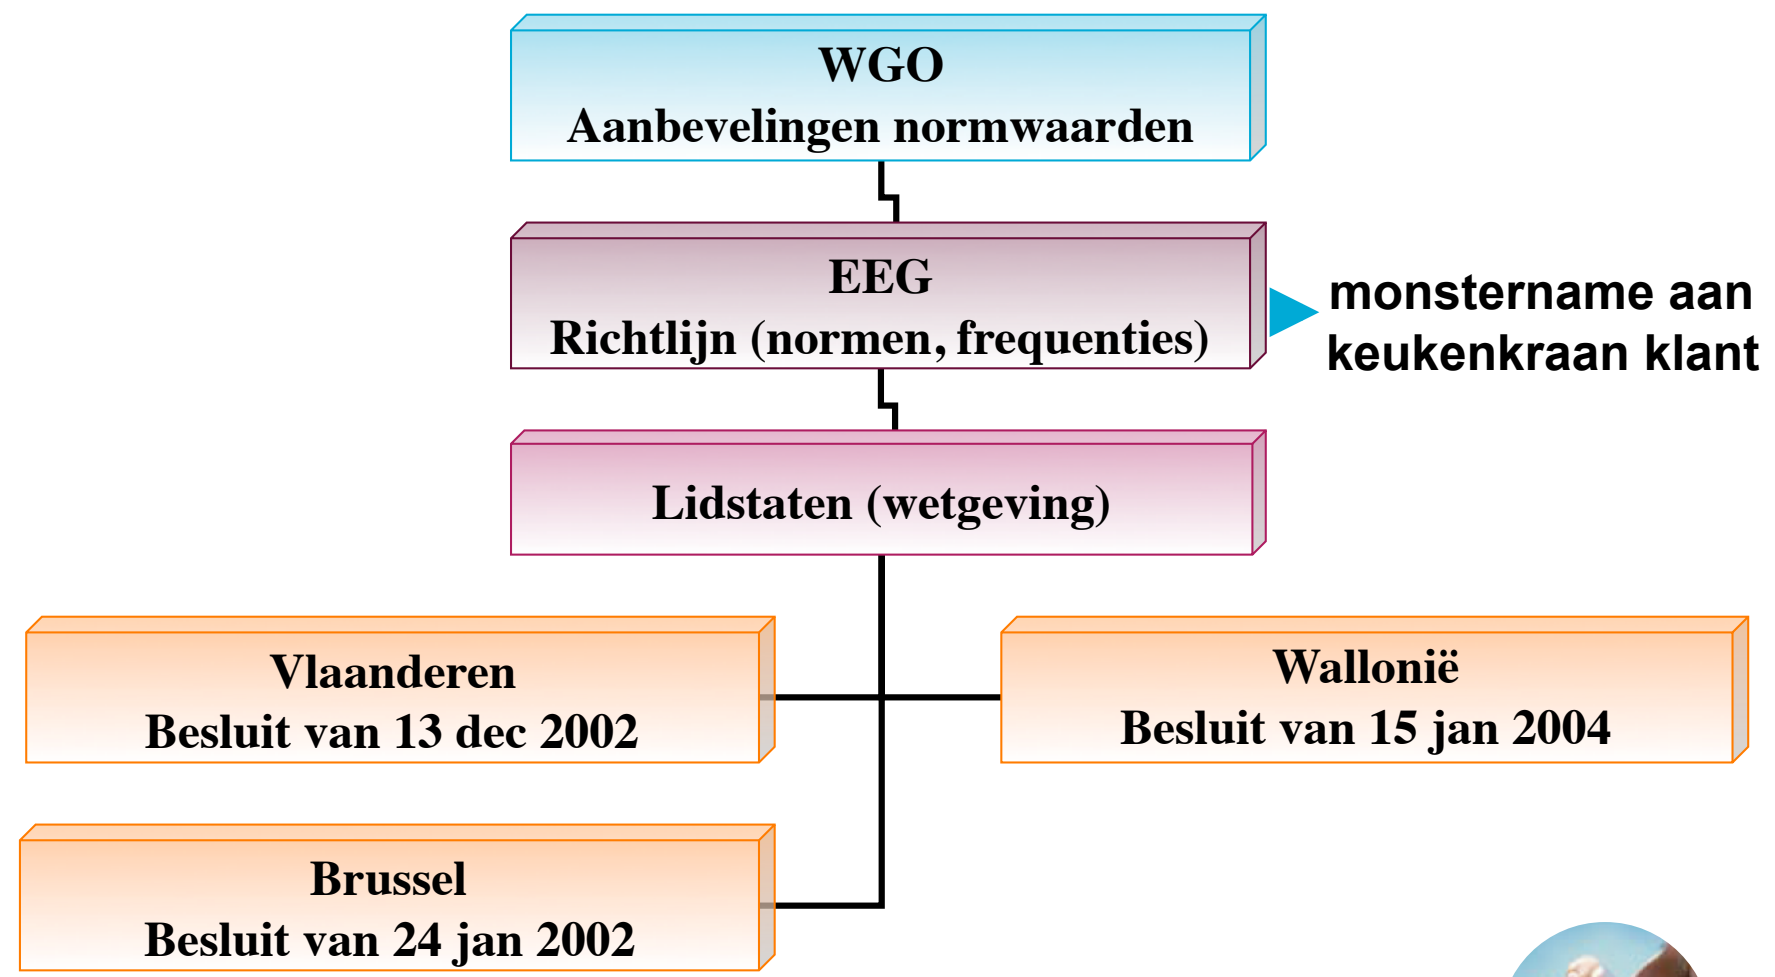 WGO
Aanbevelingen normwaarden
EEG
Richtlijn (normen, frequenties)
monstername aan
keukenkraan klant
Lidstaten (wetgeving)
Vlaanderen
Besluit van 13 dec 2002
Wallonië
Besluit van 15 jan 2004
Brussel
Besluit van 24 jan 2002